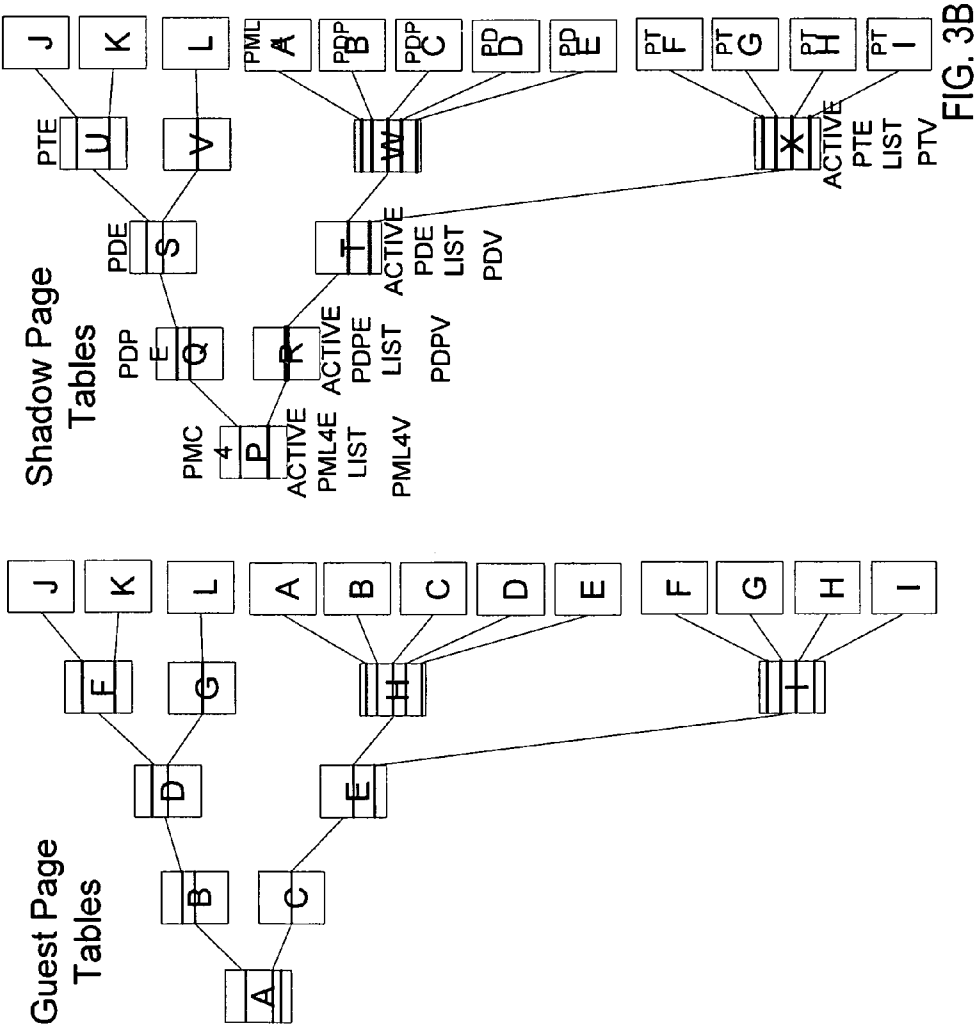 Guest Page
Tables
A
B
C
D
E
F
G
H
I
J
K
L
A
B
C
D
E
F
G
H
I
Shadow Page
Tables
PMC
4
P
ACTIVE
PML4E
LIST
PML4V
PDP
E
Q
R
ACTIVE
PDPE
LIST
PDPV
PDE
S
T
ACTIVE
PDE
LIST
PDV
PTE
U
V
W
X
ACTIVE
PTE
LIST
PTV
J
K
L
PML
A
PDP
B
PDP
C
PD
D
PD
E
PT
F
PT
G
PT
H
PT
I
FIG. 3B